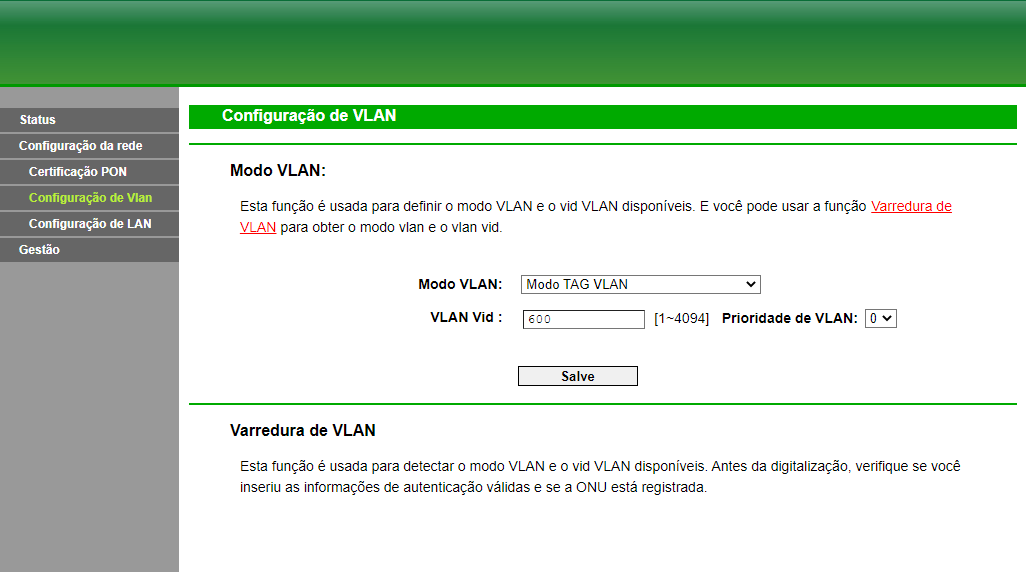 Status
Configuração da rede
Certificação PON
Configuração de Vlan
Configuração de LAN
Gestão
Configuração de VLAN
Modo VLAN:
Esta função é usada para definir o modo VLAN e o vid VLAN disponíveis. E você pode usar a função Varredura de
VLAN para obter o modo vlan e o vlan vid.
Modo VLAN: Modo TAG VLAN
VLAN Vid : 600 [1~4094] Prioridade de VLAN: 0
Salve
Varredura de VLAN
Esta função é usada para detectar o modo VLAN e o vid VLAN disponíveis. Antes da digitalização, verifique se você
inseriu as informações de autenticação válidas e se a ONU está registrada.